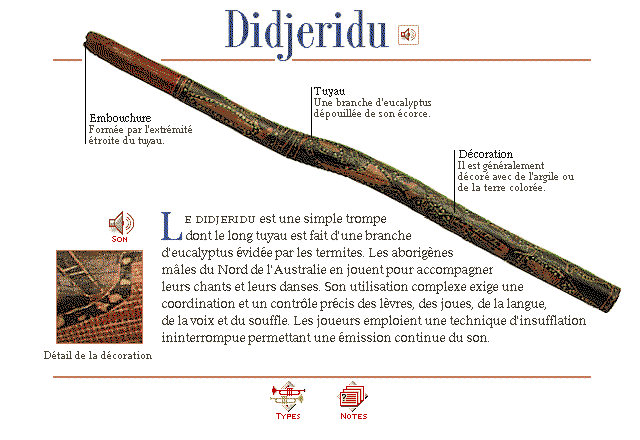 Didjeridu
Tuyau
Une branche d'eucalyptus
dépouillée de son écorce.
Embouchure
Formée par l'extrémité
étroite du tuyau.
Décoration
Il est généralement
décoré avec de l'argile ou
de la terre colorée.
LE DIDJERIDU est une simple trompe
dont le long tuyau est fait d'une branche
d'eucalyptus évidée par les termites. Les aborigènes
mâles du Nord de l'Australie en jouent pour accompagner
leurs chants et leurs danses. Son utilisation complexe exige une
coordination et un contrôle précis des lèvres, des joues, de la langue,
de la voix et du souffle. Les joueurs emploient une technique d'insufflation
ininterrompue permettant une émission continue du son.
SON
Détail de la décoration
TYPES
NOTES